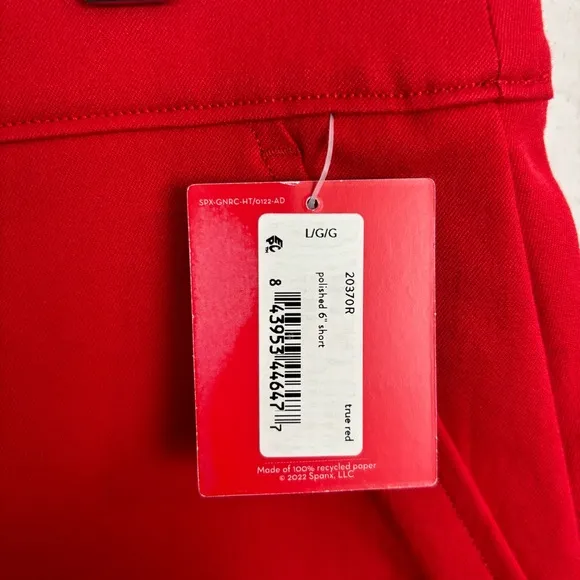 SPX-GNRC-HT/0122-AD
L/G/G
20370R
true red
polished 6" short
8 43953 44647 7
Made of 100% recycled paper
© 2022 Spanx, LLC